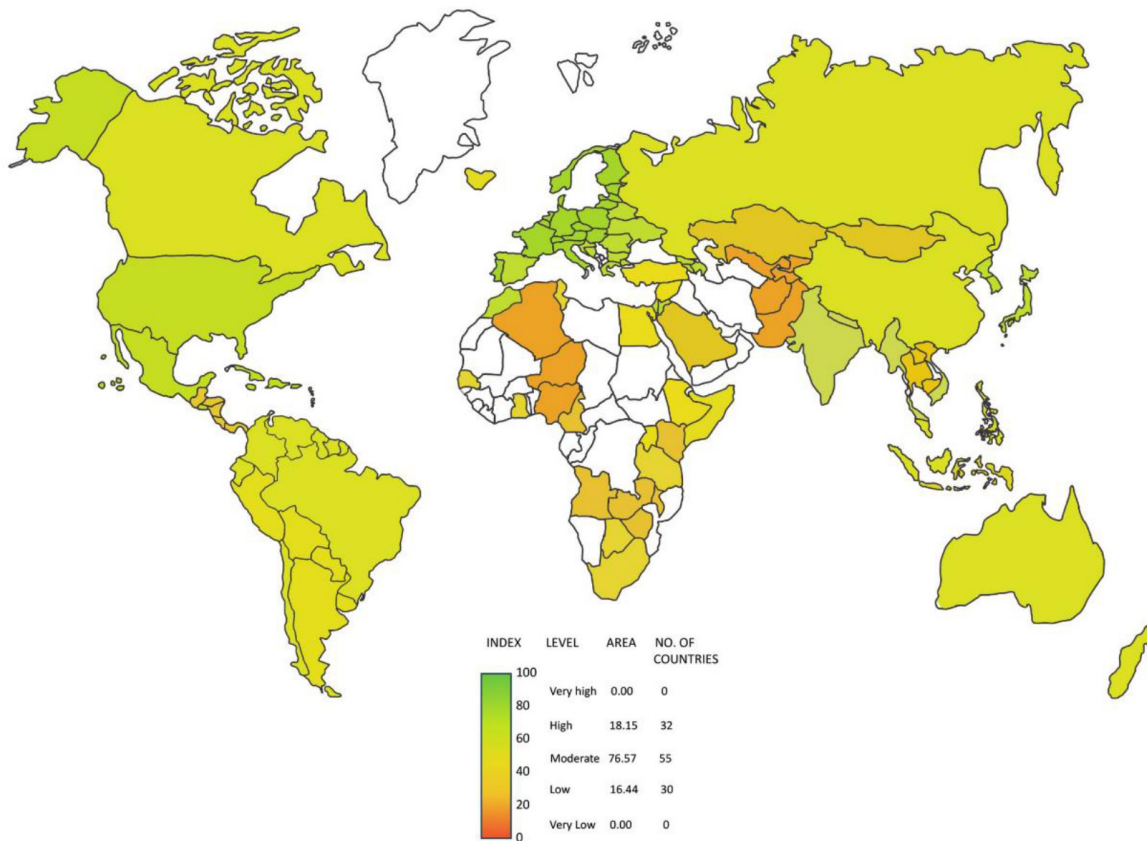 INDEX LEVEL AREA NO. OF COUNTRIES
100
Very high 0.00 0
80
High 18.15 32
60
Moderate 76.57 55
40
Low 16.44 30
20
Very Low 0.00 0
0